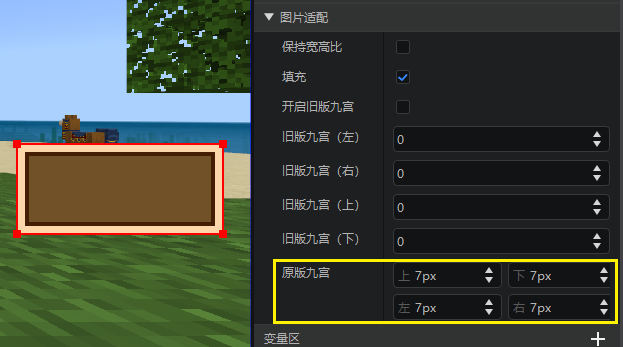 图片适配
保持宽高比
填充
开启旧版九宫
旧版九宫（左） 0
旧版九宫（右） 0
旧版九宫（上） 0
旧版九宫（下） 0
原版九宫 上 7px 下 7px
左 7px 右 7px
变量区